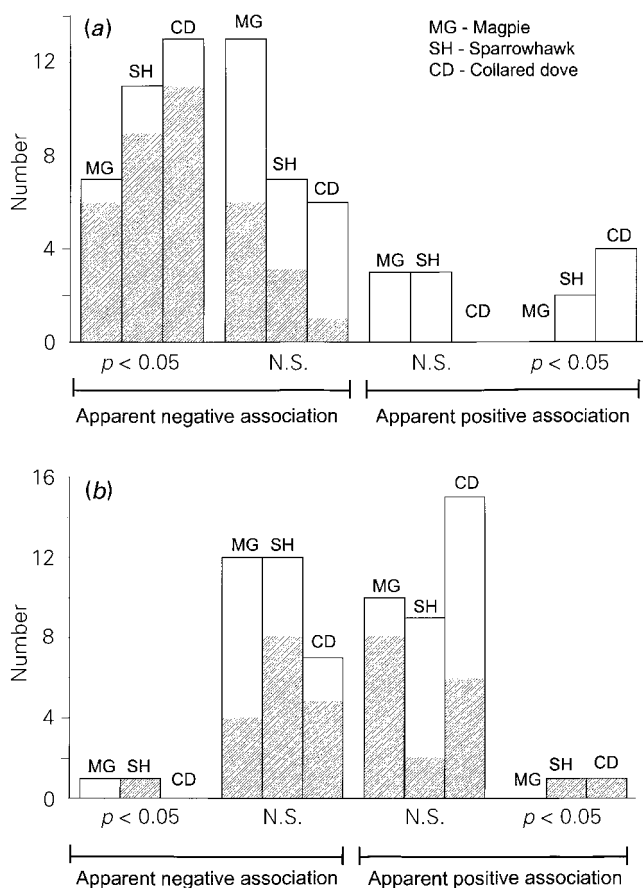 (a)
MG - Magpie
SH - Sparrowhawk
CD - Collared dove
12
8
4
0
Number
MG
SH
CD
MG
SH
CD
MG
SH
CD
MG
SH
CD
p < 0.05
N.S.
N.S.
p < 0.05
Apparent negative association
Apparent positive association
(b)
16
12
8
4
0
Number
MG
SH
CD
MG
SH
CD
MG
SH
CD
MG
SH
CD
p < 0.05
N.S.
N.S.
p < 0.05
Apparent negative association
Apparent positive association